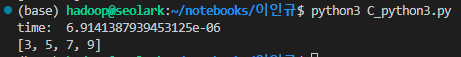 (base) hadoop@seolark:~/notebooks/이인규$ python3 C_python3.py
time:  6.9141387939453125e-06
[3, 5, 7, 9]